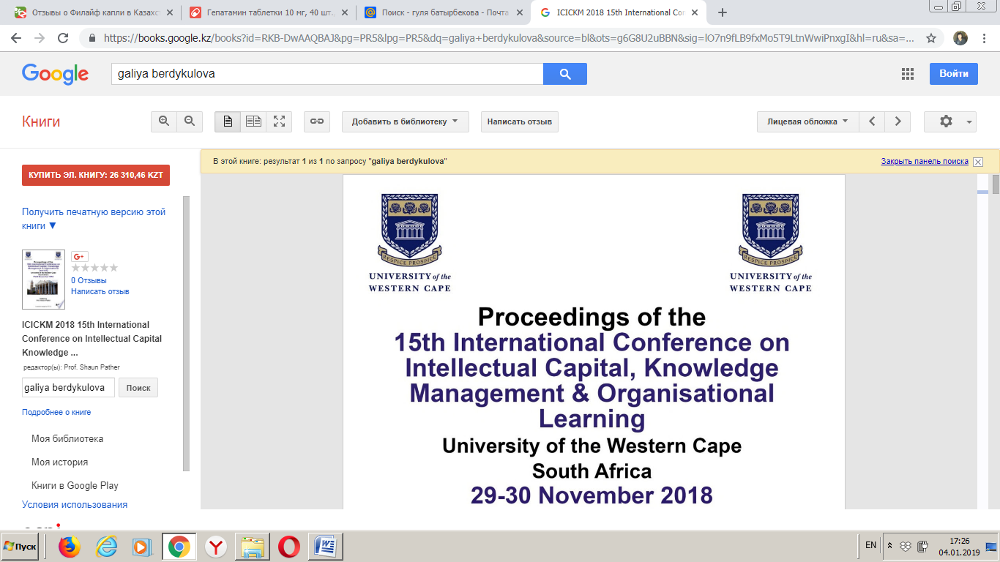 Отзывы о Филайф капли в Казахс
Гепатамин таблетки 10 мг, 40 шт.,
Поиск - гуля батырбекова - Почта
ICICKM 2018 15th International Con
https://books.google.kz/books?id=RKB-DwAAQBAJ&pg=PR5&lpg=PR5&dq=galiya+berdykulova&source=bl&ots=g6G8U2uBBN&sig=lO7n9fLB9fxMo5T9LtnWwiPnxgI&hl=ru&sa=...
Google
galiya berdykulova
Войти
Книги
Добавить в библиотеку
Написать отзыв
Лицевая обложка
КУПИТЬ ЭЛ. КНИГУ: 26 310,46 KZT
В этой книге: результат 1 из 1 по запросу "galiya berdykulova"
Закрыть панель поиска
Получить печатную версию этой
книги ▼
G+
0 Отзывы
Написать отзыв
ICICKM 2018 15th International
Conference on Intellectual Capital
Knowledge ...
редактор(ы): Prof. Shaun Pather
galiya berdykulova
Поиск
Подробнее о книге
Моя библиотека
Моя история
Книги в Google Play
Условия использования
RESPICE PROSPICE
UNIVERSITY of the
WESTERN CAPE
RESPICE PROSPICE
UNIVERSITY of the
WESTERN CAPE
Proceedings of the
15th International Conference on
Intellectual Capital, Knowledge
Management & Organisational
Learning
University of the Western Cape
South Africa
29-30 November 2018
Пуск
EN
17:26
04.01.2019